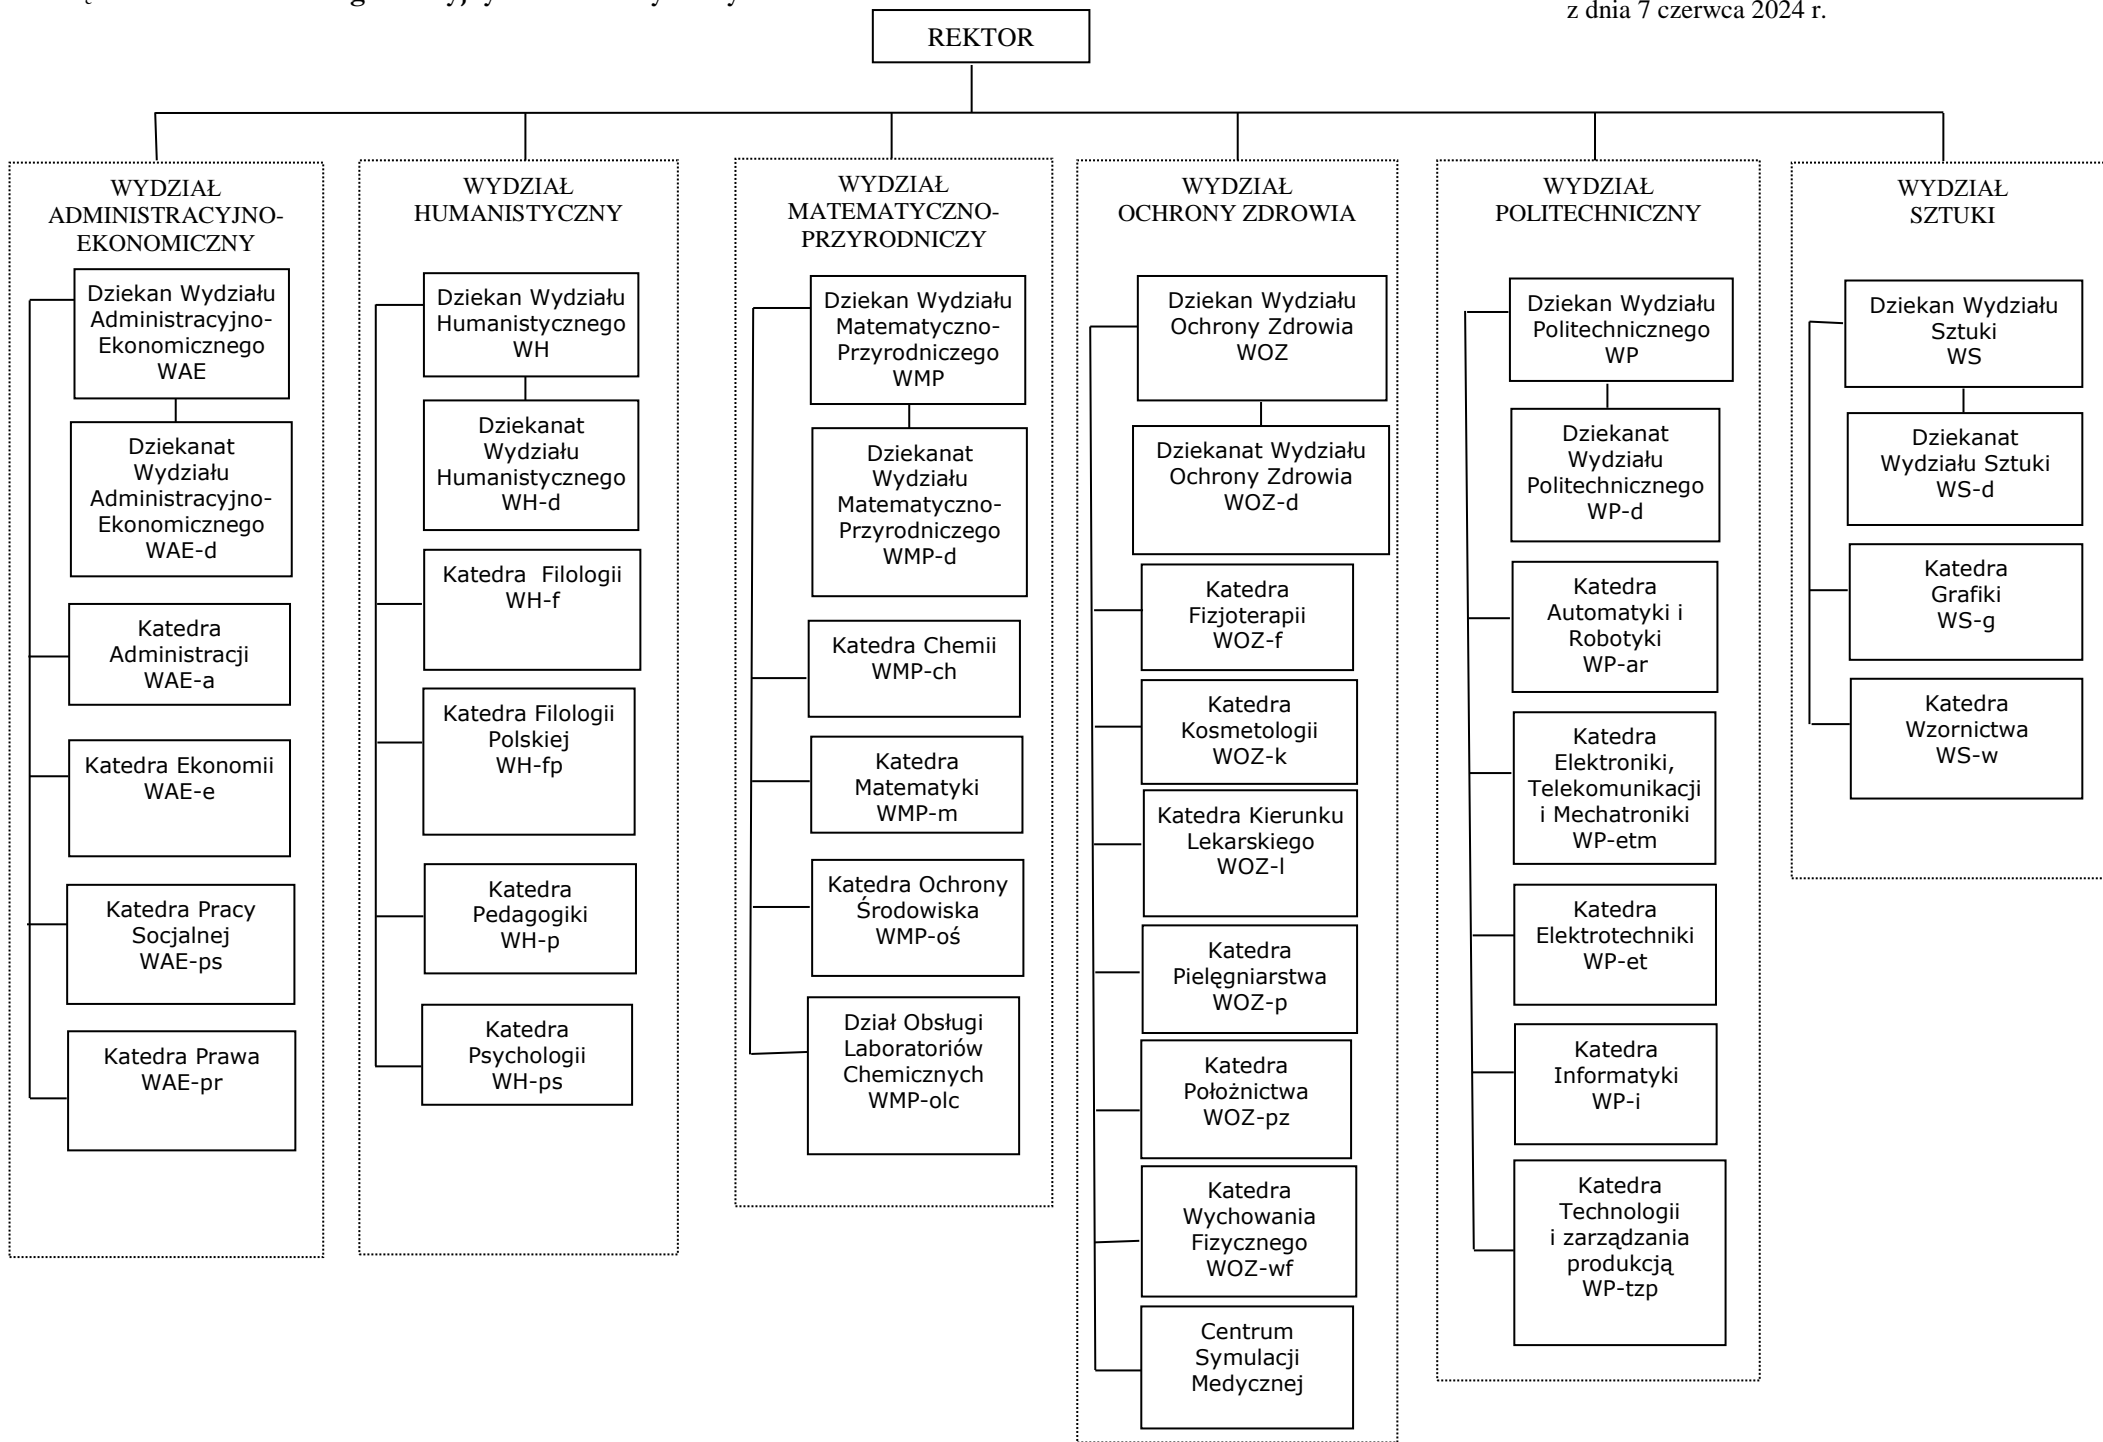 z dnia 7 czerwca 2024 r.
REKTOR
WYDZIAŁ
ADMINISTRACYJNO-
EKONOMICZNY
Dziekan Wydziału
Administracyjno-
Ekonomicznego
WAE
Dziekanat
Wydziału
Administracyjno-
Ekonomicznego
WAE-d
Katedra
Administracji
WAE-a
Katedra Ekonomii
WAE-e
Katedra Pracy
Socjalnej
WAE-ps
Katedra Prawa
WAE-pr
WYDZIAŁ
HUMANISTYCZNY
Dziekan Wydziału
Humanistycznego
WH
Dziekanat
Wydziału
Humanistycznego
WH-d
Katedra  Filologii
WH-f
Katedra Filologii
Polskiej
WH-fp
Katedra
Pedagogiki
WH-p
Katedra
Psychologii
WH-ps
WYDZIAŁ
MATEMATYCZNO-
PRZYRODNICZY
Dziekan Wydziału
Matematyczno-
Przyrodniczego
WMP
Dziekanat
Wydziału
Matematyczno-
Przyrodniczego
WMP-d
Katedra Chemii
WMP-ch
Katedra
Matematyki
WMP-m
Katedra Ochrony
Środowiska
WMP-oś
Dział Obsługi
Laboratoriów
Chemicznych
WMP-olc
WYDZIAŁ
OCHRONY ZDROWIA
Dziekan Wydziału
Ochrony Zdrowia
WOZ
Dziekanat Wydziału
Ochrony Zdrowia
WOZ-d
Katedra
Fizjoterapii
WOZ-f
Katedra
Kosmetologii
WOZ-k
Katedra Kierunku
Lekarskiego
WOZ-l
Katedra
Pielęgniarstwa
WOZ-p
Katedra
Położnictwa
WOZ-pz
Katedra
Wychowania
Fizycznego
WOZ-wf
Centrum
Symulacji
Medycznej
WYDZIAŁ
POLITECHNICZNY
Dziekan Wydziału
Politechnicznego
WP
Dziekanat
Wydziału
Politechnicznego
WP-d
Katedra
Automatyki i
Robotyki
WP-ar
Katedra
Elektroniki,
Telekomunikacji
i Mechatroniki
WP-etm
Katedra
Elektrotechniki
WP-et
Katedra
Informatyki
WP-i
Katedra
Technologii
i zarządzania
produkcją
WP-tzp
WYDZIAŁ
SZTUKI
Dziekan Wydziału
Sztuki
WS
Dziekanat
Wydziału Sztuki
WS-d
Katedra
Grafiki
WS-g
Katedra
Wzornictwa
WS-w